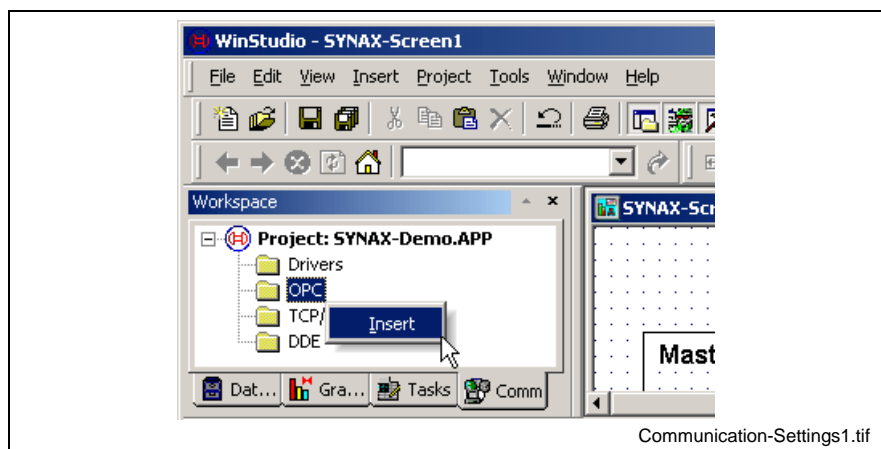 WinStudio - SYNAX-Screen1
File Edit View Insert Project Tools Window Help
Workspace
SYNAX-Scr
Project: SYNAX-Demo.APP
Drivers
OPC
TCP/
Insert
DDE
Mast
Dat... Gra... Tasks Comm
Communication-Settings1.tif